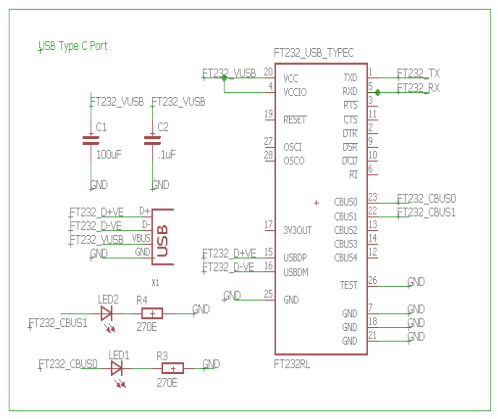 USB Type C Port
FT232_USB_TYPEC
FT232_VUSB
20
VCC
TXD
1
FT232_TX
4
VCCIO
RXD
5
FT232_RX
RTS
3
19
RESET
CTS
11
DTR
2
27
OSCI
DSR
9
28
OSCO
DCD
10
RI
6
FT232_VUSB
FT232_VUSB
C1
C2
100uF
.1uF
GND
GND
CBUS0
23
FT232_CBUS0
CBUS1
22
FT232_CBUS1
17
3V3OUT
CBUS2
13
CBUS3
14
CBUS4
12
FT232_D+VE
D+
FT232_D-VE
D-
FT232_VUSB
VBUS
GND
GND
USB
X1
FT232_D+VE
15
USBDP
FT232_D-VE
16
USBDM
TEST
26
GND
GND
25
GND
GND
7
GND
GND
18
GND
GND
21
GND
FT232RL
LED2
R4
GND
FT232_CBUS1
270E
LED1
R3
FT232_CBUS0
GND
270E